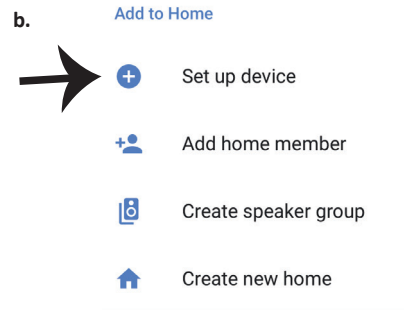 b.
Add to Home
Set up device
Add home member
Create speaker group
Create new home